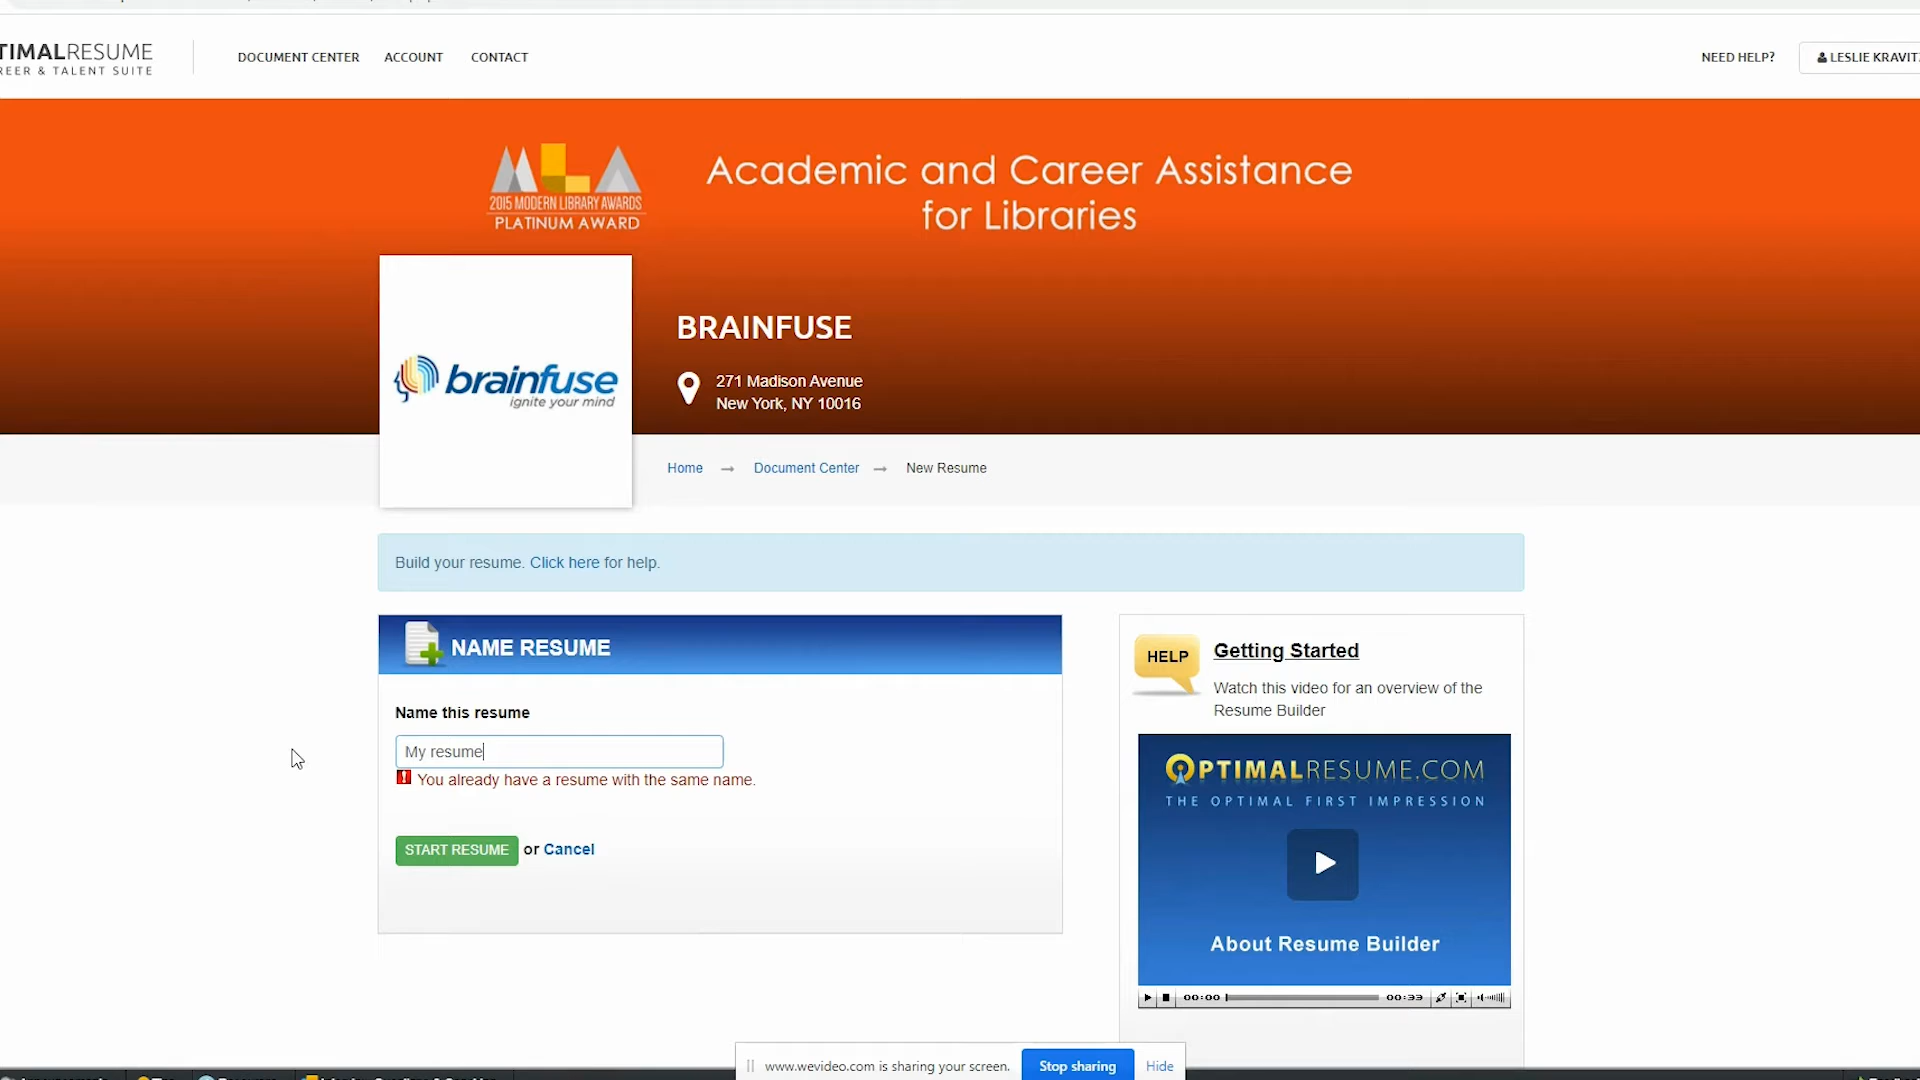 TIMALRESUME
REER & TALENT SUITE
DOCUMENT CENTER
ACCOUNT
CONTACT
NEED HELP?
LESLIE KRAVIT
2015 MODERN LIBRARY AWARDS
PLATINUM AWARD
Academic and Career Assistance
for Libraries
brainfuse
ignite your mind
BRAINFUSE
271 Madison Avenue
New York, NY 10016
Home → Document Center → New Resume
Build your resume. Click here for help.
NAME RESUME
Name this resume
My resume
You already have a resume with the same name.
START RESUME or Cancel
HELP
Getting Started
Watch this video for an overview of the
Resume Builder
OPTIMALRESUME.COM
THE OPTIMAL FIRST IMPRESSION
About Resume Builder
00:00
00:33
www.wevideo.com is sharing your screen.
Stop sharing
Hide